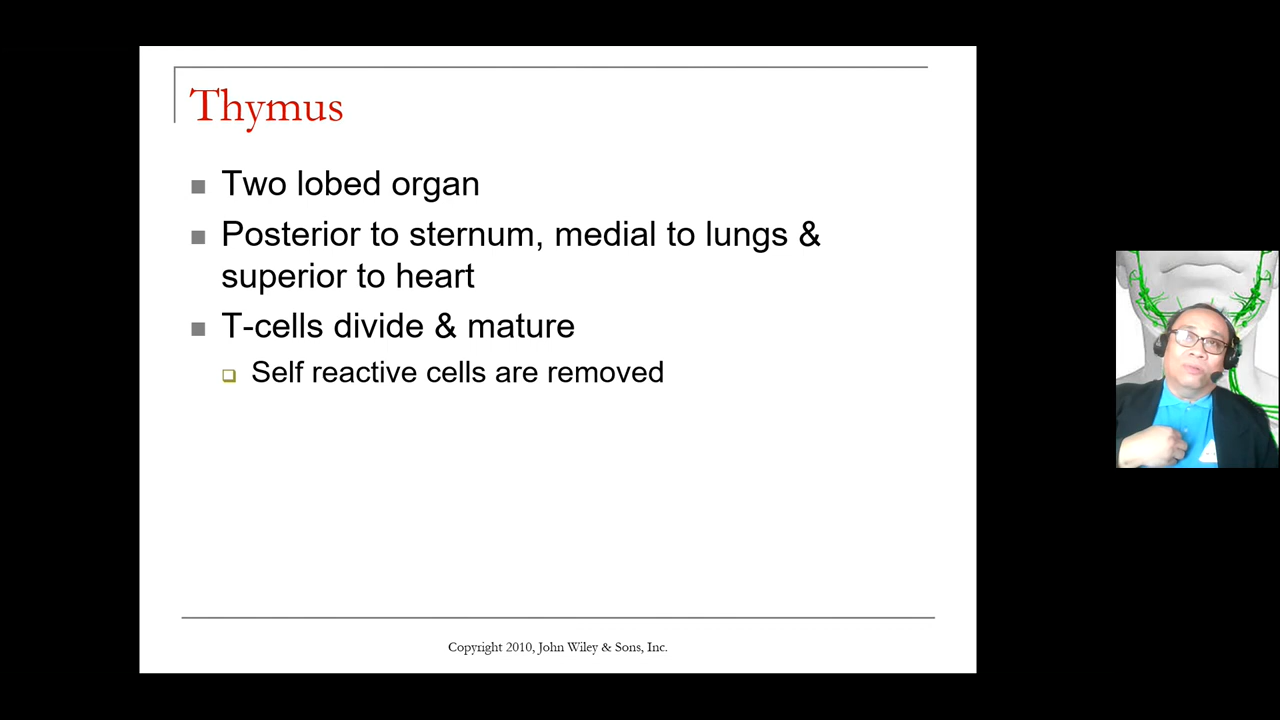 Thymus
Two lobed organ
Posterior to sternum, medial to lungs &
superior to heart
T-cells divide & mature
Self reactive cells are removed
Copyright 2010, John Wiley & Sons, Inc.